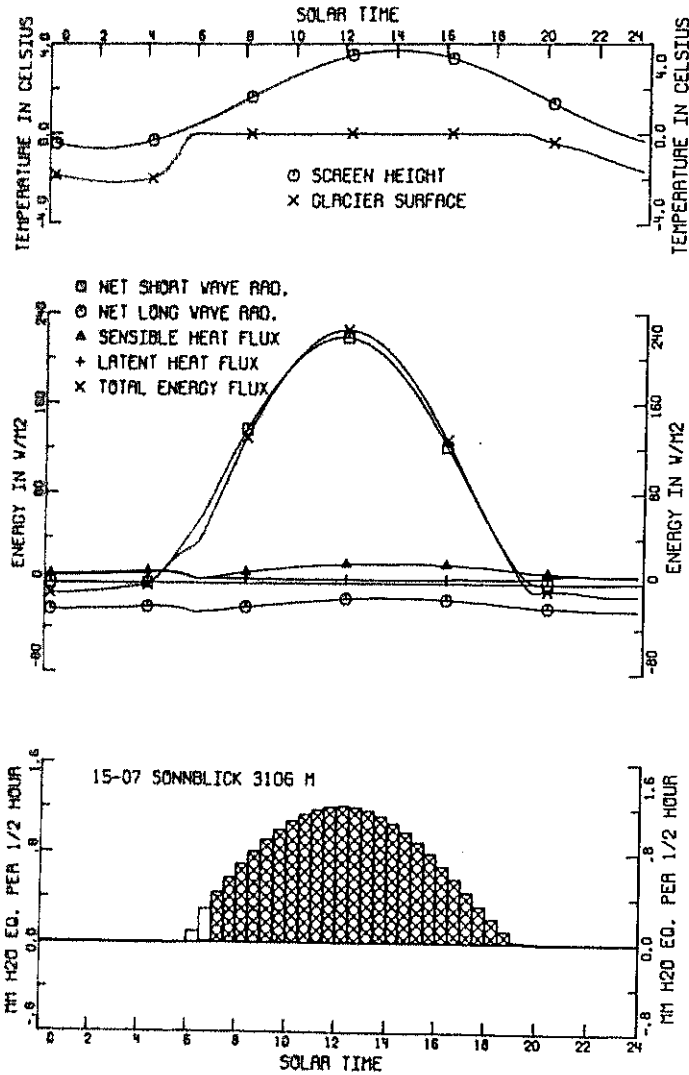 SOLAR TIME
0 2 4 6 8 10 12 14 16 18 20 22 24
TEMPERATURE IN CELSIUS
4.0
0.0
-4.0
TEMPERATURE IN CELSIUS
4.0
0.0
-4.0
SCREEN HEIGHT
GLACIER SURFACE
NET SHORT WAVE RAD.
NET LONG WAVE RAD.
SENSIBLE HEAT FLUX
LATENT HEAT FLUX
TOTAL ENERGY FLUX
ENERGY IN W/M2
240
160
80
0
-80
ENERGY IN W/M2
240
160
80
0
-80
15-07 SONNBLICK 3106 M
MM H2O EQ. PER 1/2 HOUR
1.6
.8
0.0
-.8
MM H2O EQ. PER 1/2 HOUR
1.6
.8
0.0
-.8
0 2 4 6 8 10 12 14 16 18 20 22 24
SOLAR TIME